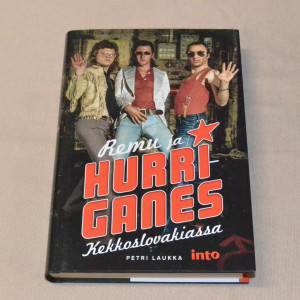 Remu ja
HURRI
GANES
Kekkoslovakiassa
PETRI LAUKKA
into